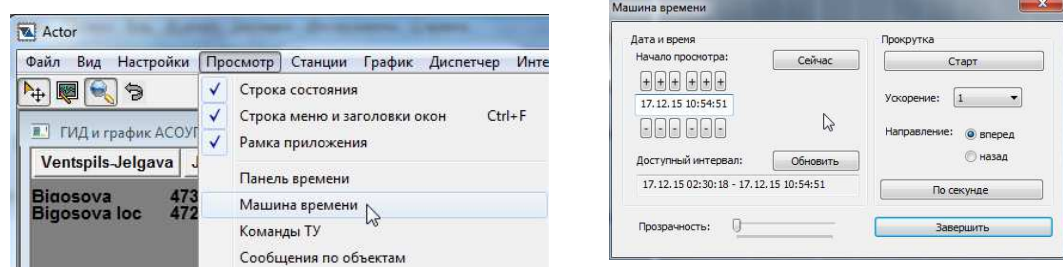 Actor
Файл Вид Настройки Просмотр Станции График Диспетчер Инте
Строка состояния
Строка меню и заголовки окон Ctrl+F
Рамка приложения
Панель времени
Машина времени
Команды ТУ
Сообщения по объектам
ГИД и график АСОУП
Ventspils-Jelgava J
Bigosova 473
Bigosova loc 472
Машина времени
Дата и время
Начало просмотра:
Сейчас
+ + + + + +
17.12.15 10:54:51
- - - - - -
Доступный интервал:
Обновить
17.12.15 02:30:18 - 17.12.15 10:54:51
Прозрачность:
Прокрутка
Старт
Ускорение: 1
Направление: вперед
назад
По секунде
Завершить